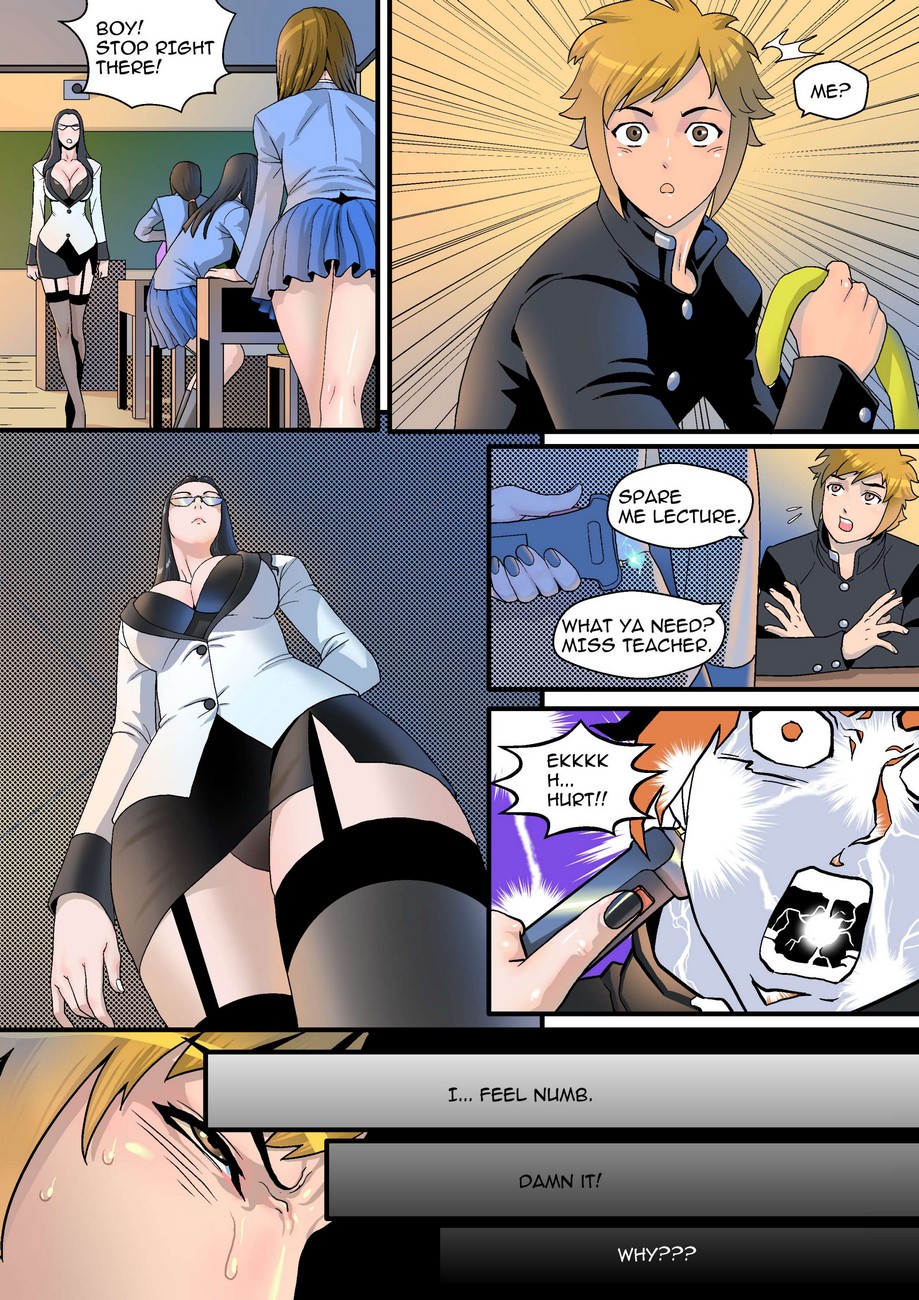 BOY!
STOP RIGHT
THERE!
ME?
SPARE
ME LECTURE.
WHAT YA NEED?
MISS TEACHER.
EKKKK
H...
HURT!!
I... FEEL NUMB.
DAMN IT!
WHY???